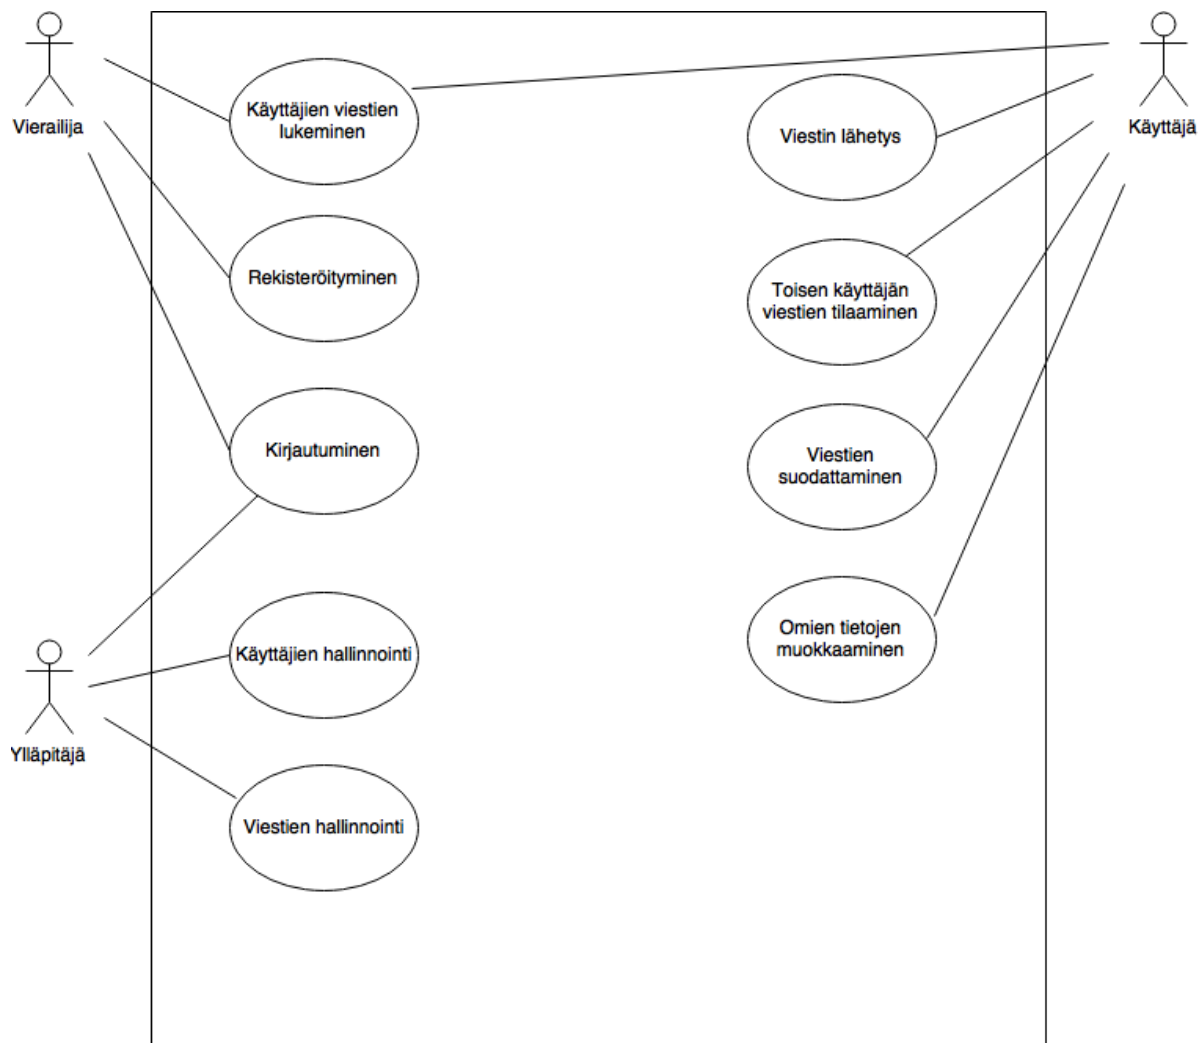 Vierailija
Käyttäjä
Käyttäjien viestien
lukeminen
Viestin lähetys
Rekisteröityminen
Toisen käyttäjän
viestien tilaaminen
Kirjautuminen
Viestien
suodattaminen
Käyttäjien hallinnointi
Omien tietojen
muokkaaminen
Ylläpitäjä
Viestien hallinnointi